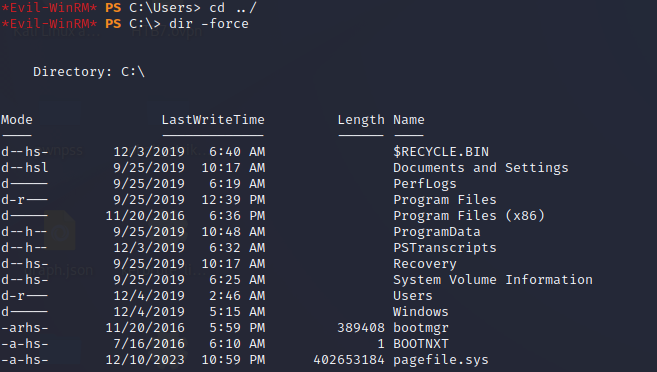 *Evil-WinRM* PS C:\Users> cd ../
*Evil-WinRM* PS C:\> dir -force
Directory: C:\
Mode LastWriteTime Length Name
---- ------------- ------ ----
d--hs- 12/3/2019 6:40 AM $RECYCLE.BIN
d--hsl 9/25/2019 10:17 AM Documents and Settings
d----- 9/25/2019 6:19 AM PerfLogs
d-r--- 9/25/2019 12:39 PM Program Files
d----- 11/20/2016 6:36 PM Program Files (x86)
d--h-- 9/25/2019 10:48 AM ProgramData
d--h-- 12/3/2019 6:32 AM PSTranscripts
d--hs- 9/25/2019 10:17 AM Recovery
d--hs- 9/25/2019 6:25 AM System Volume Information
d-r--- 12/4/2019 2:46 AM Users
d----- 12/4/2019 5:15 AM Windows
-arhs- 11/20/2016 5:59 PM 389408 bootmgr
-a-hs- 7/16/2016 6:10 AM 1 BOOTNXT
-a-hs- 12/10/2023 10:59 PM 402653184 pagefile.sys